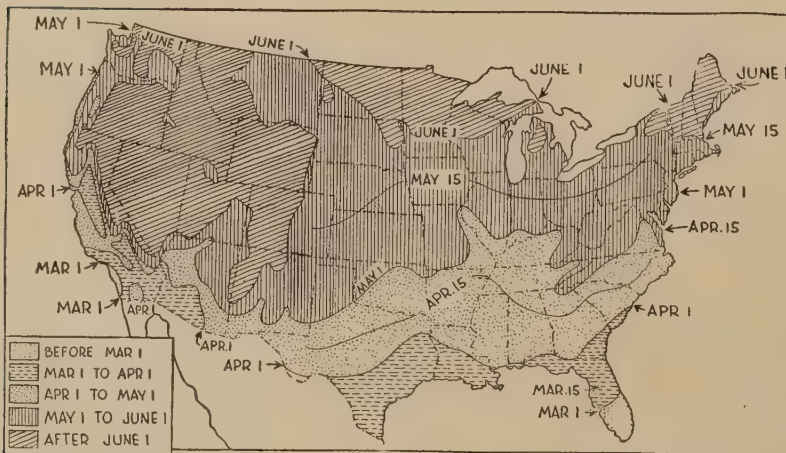 MAY 1
JUNE 1
JUNE 1
MAY 1
JUNE 1
JUNE 1
JUNE 1
JUNE 1
MAY 15
MAY 15
APR 1
MAY 1
APR. 15
MAR 1
MAY 1
APR. 15
MAR 1
APR 1
APR 1
APR. 1
APR 1
BEFORE MAR 1
MAR 1 TO APR 1
APR 1 TO MAY 1
MAY 1 TO JUNE 1
AFTER JUNE 1
MAR. 15
MAR 1